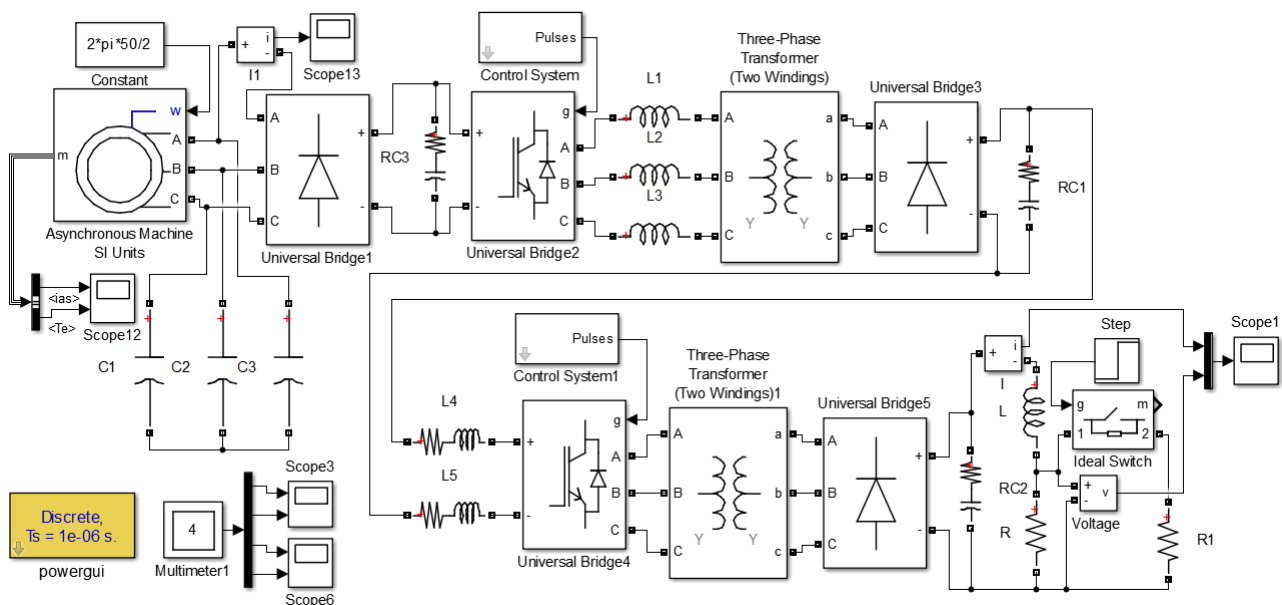 2*pi*50/2
Constant
+
i
-
I1
Scope13
Pulses
Control System
Three-Phase
Transformer
(Two Windings)
L1
L2
L3
w
m
A
B
C
Asynchronous Machine
SI Units
A
B
C
+
-
Universal Bridge1
RC3
+
-
g
A
B
C
Universal Bridge2
A
B
C
a
b
c
Y
Y
Universal Bridge3
A
B
C
+
-
RC1
<ias>
<Te>
Scope12
C1
C2
C3
Pulses
Control System1
Three-Phase
Transformer
(Two Windings)1
L4
L5
+
-
g
A
B
C
Universal Bridge4
A
B
C
a
b
c
Y
Y
Universal Bridge5
A
B
C
+
-
RC2
+
i
-
I
L
Step
g
m
1
2
Ideal Switch
+
-
v
Voltage
R
R1
Scope1
Discrete,
Ts = 1e-06 s.
powergui
4
Multimeter1
Scope3
Scope6